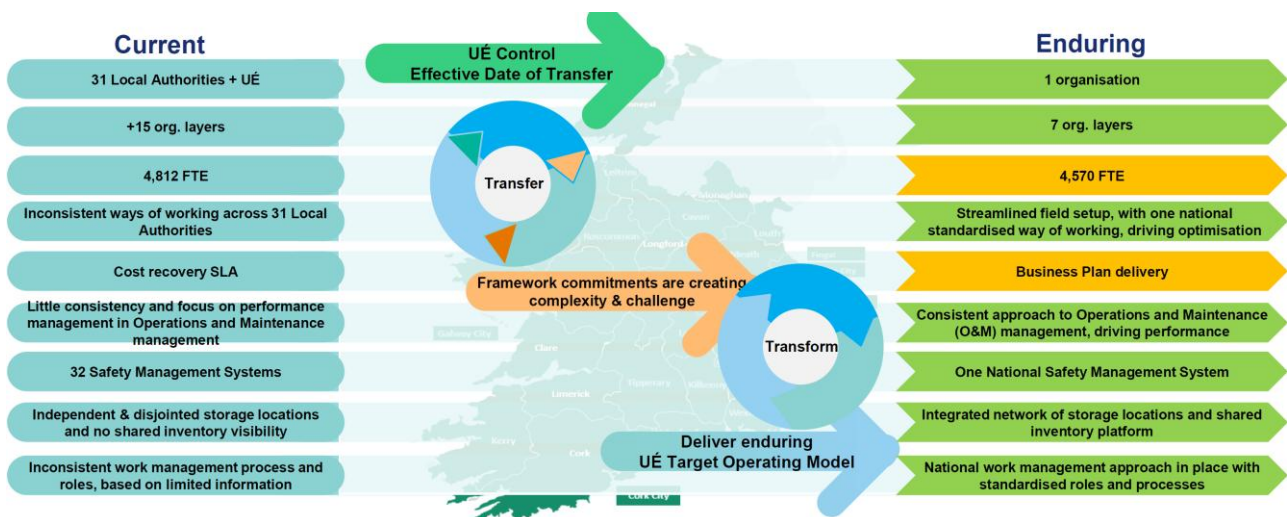 Current
Enduring
UÉ Control
Effective Date of Transfer
31 Local Authorities + UÉ
1 organisation
+15 org. layers
7 org. layers
4,812 FTE
Transfer
4,570 FTE
Inconsistent ways of working across 31 Local
Authorities
Streamlined field setup, with one national
standardised way of working, driving optimisation
Cost recovery SLA
Framework commitments are creating
complexity & challenge
Business Plan delivery
Little consistency and focus on performance
management in Operations and Maintenance
management
Transform
Consistent approach to Operations and Maintenance
(O&M) management, driving performance
32 Safety Management Systems
One National Safety Management System
Independent & disjointed storage locations
and no shared inventory visibility
Deliver enduring
UÉ Target Operating Model
Integrated network of storage locations and shared
inventory platform
Inconsistent work management process and
roles, based on limited information
National work management approach in place with
standardised roles and processes
Monaghan
Cavan
Louth
Longford
Galway City
Clare
Tipperary
Limerick
Kerry
Cork
Cork City